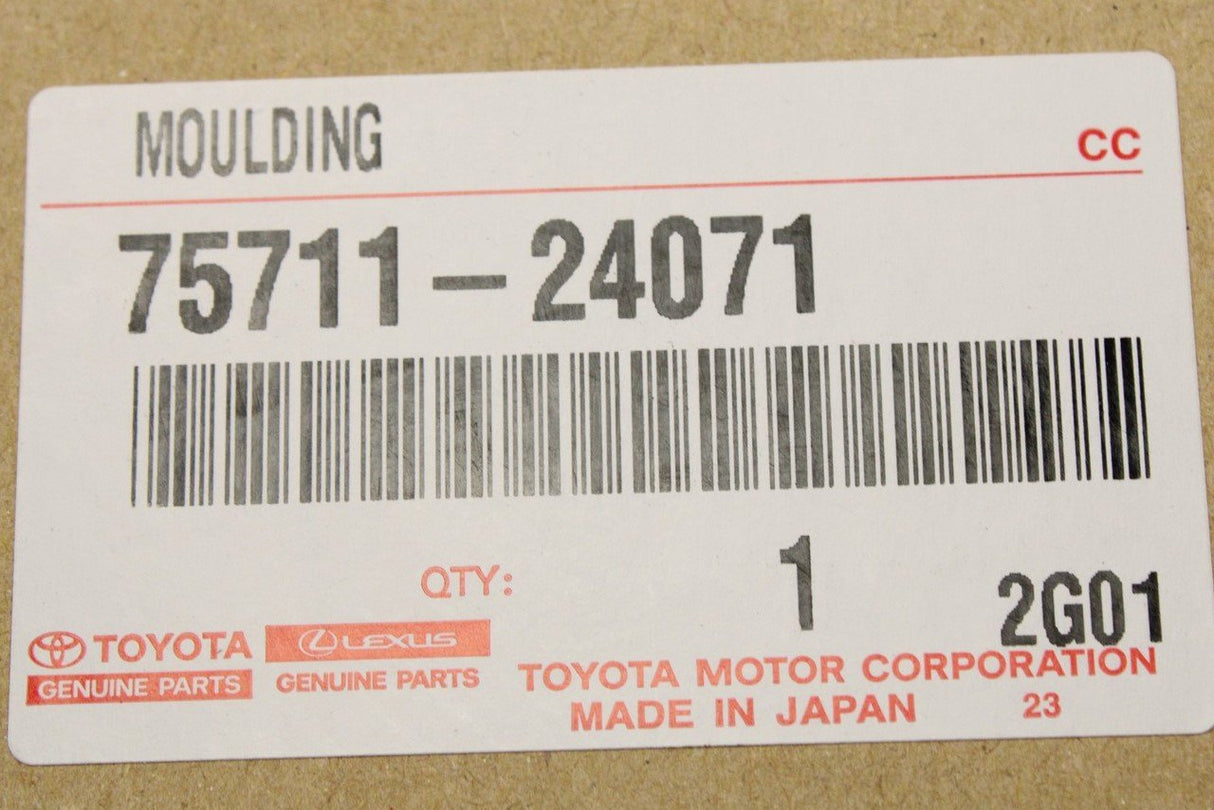 MOULDING
CC
75711-24071
QTY: 1
2G01
TOYOTA LEXUS
GENUINE PARTS GENUINE PARTS
TOYOTA MOTOR CORPORATION
MADE IN JAPAN 23